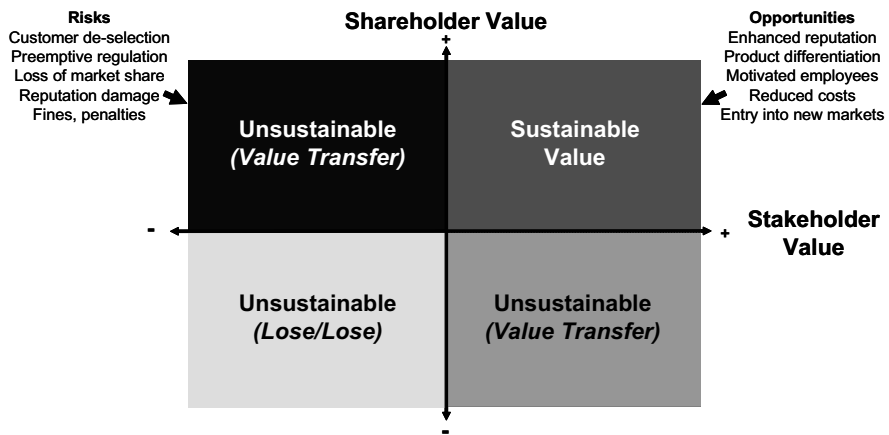 Shareholder Value
+
Risks
Customer de-selection
Preemptive regulation
Loss of market share
Reputation damage
Fines, penalties
Opportunities
Enhanced reputation
Product differentiation
Motivated employees
Reduced costs
Entry into new markets
Unsustainable
(Value Transfer)
Sustainable
Value
-
+
Stakeholder
Value
Unsustainable
(Lose/Lose)
Unsustainable
(Value Transfer)
-